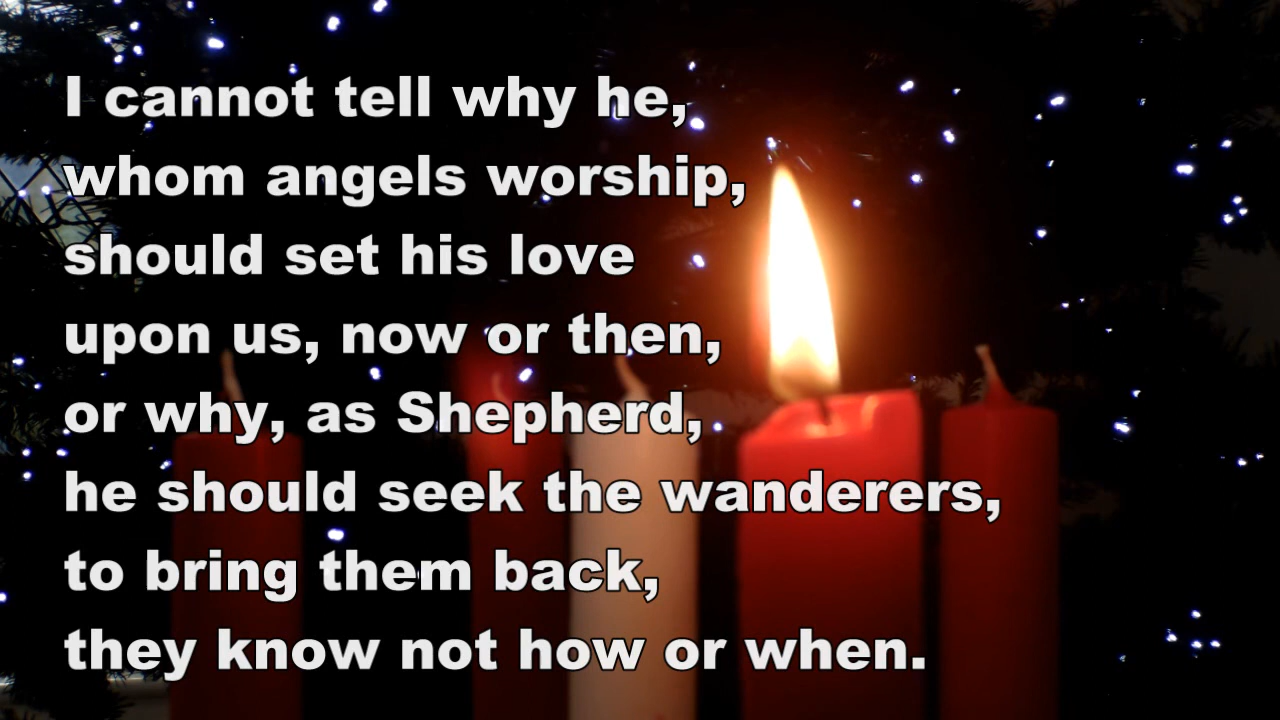 I cannot tell why he,
whom angels worship,
should set his love
upon us, now or then,
or why, as Shepherd,
he should seek the wanderers,
to bring them back,
they know not how or when.